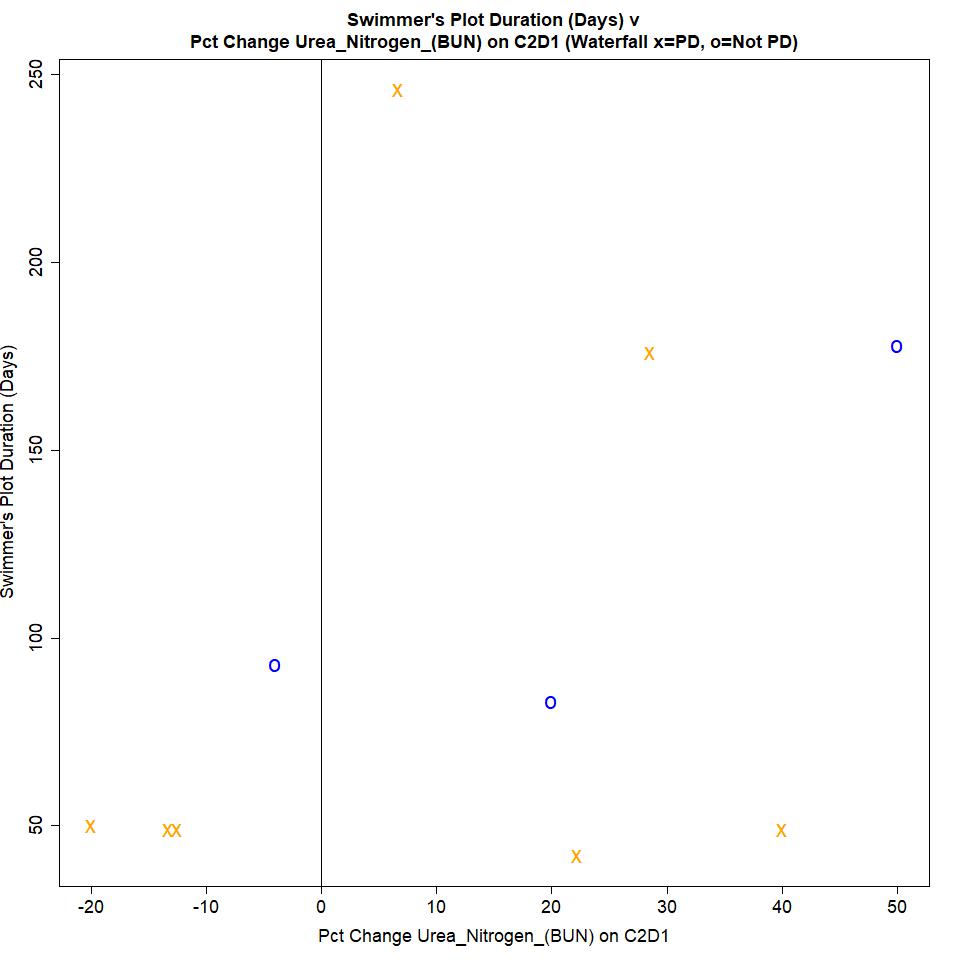 Swimmer's Plot Duration (Days) v
Pct Change Urea_Nitrogen_(BUN) on C2D1 (Waterfall x=PD, o=Not PD)
Swimmer's Plot Duration (Days)
250
200
150
100
50
X
X
O
O
O
X
XX
X
X
-20
-10
0
10
20
30
40
50
Pct Change Urea_Nitrogen_(BUN) on C2D1